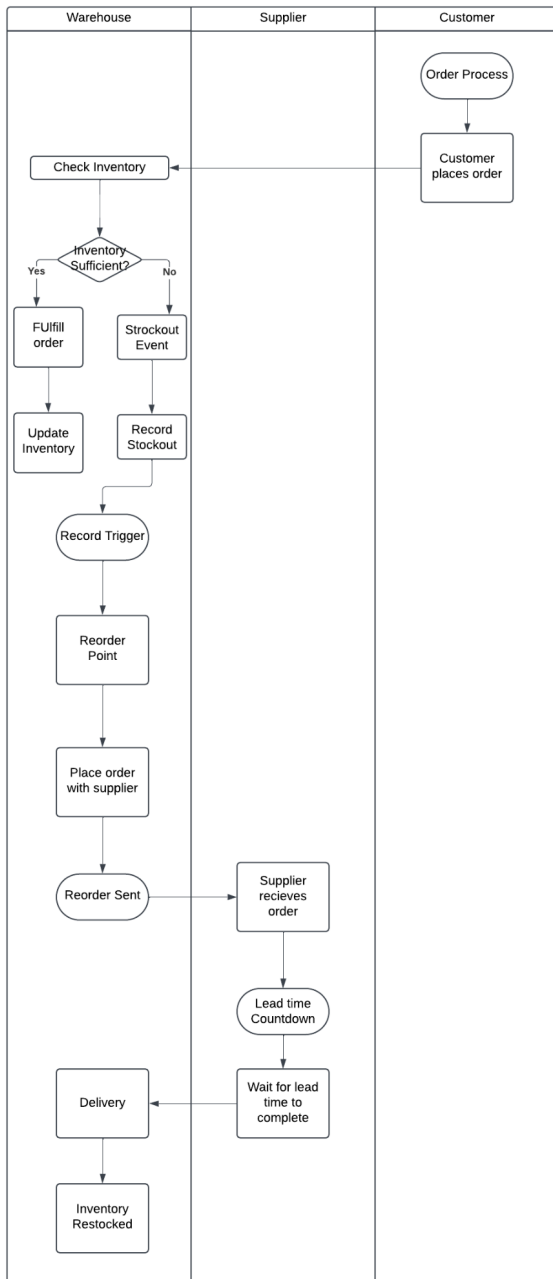 Warehouse
Supplier
Customer
Order Process
Customer
places order
Check Inventory
Inventory
Sufficient?
Yes
No
FUlfill
order
Strockout
Event
Update
Inventory
Record
Stockout
Record Trigger
Reorder
Point
Place order
with supplier
Reorder Sent
Supplier
recieves
order
Lead time
Countdown
Wait for lead
time to
complete
Delivery
Inventory
Restocked